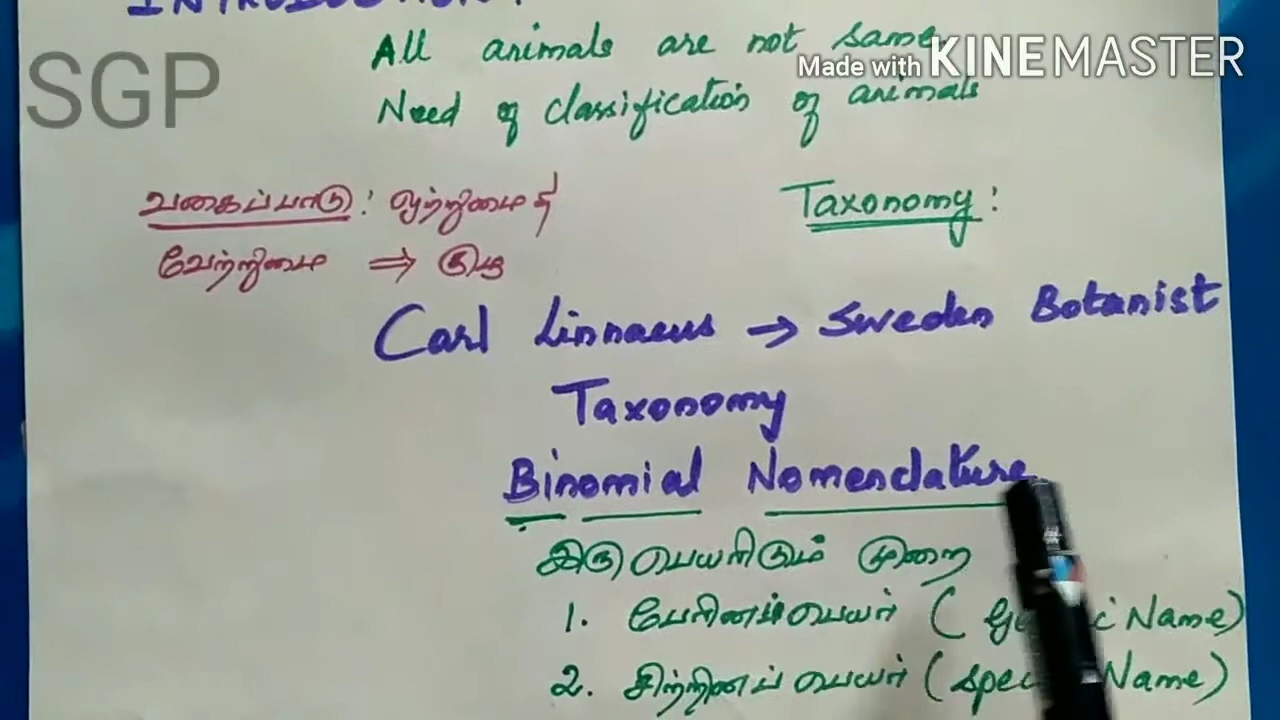 INTRODUCTION:
SGP
All animals are not same
Made with KINEMASTER
Need of classification of animals
வகைப்பாடு: ஒற்றுமை
Taxonomy:
வேற்றுமை ⇒
Carl Linnaeus → Sweden Botanist
Taxonomy
Binomial Nomenclature
இரு பெயரிடும் முறை
1. பேரினப்பெயர் ( Name)
2. சிற்றினப் பெயர் ( Name)